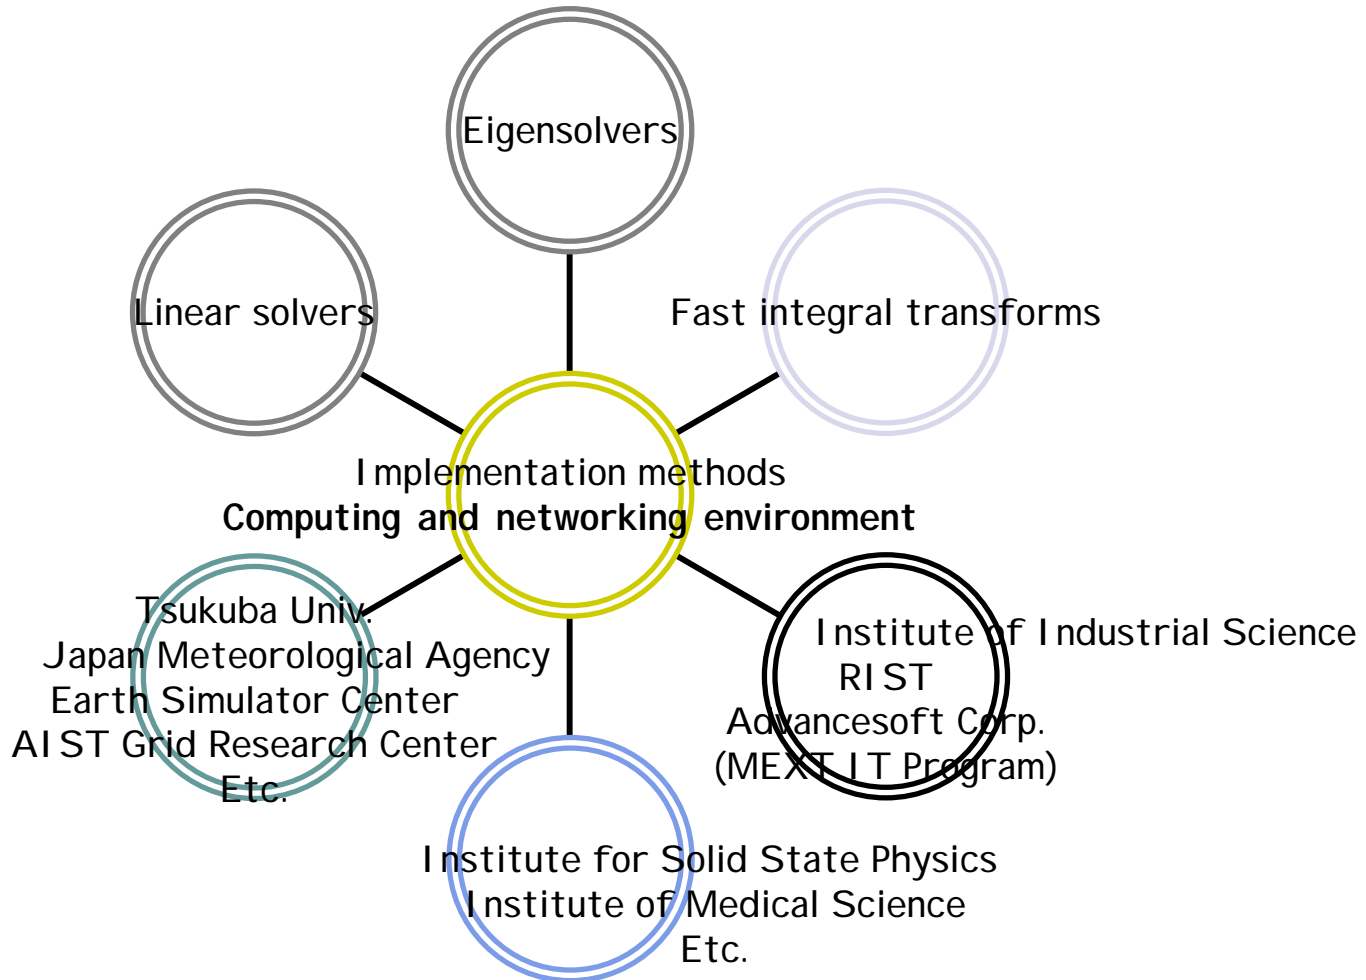 Eigensolvers
Linear solvers
Fast integral transforms
Implementation methods
Computing and networking environment
Tsukuba Univ.
Japan Meteorological Agency
Earth Simulator Center
AIST Grid Research Center
Etc.
Institute of Industrial Science
RIST
Advancesoft Corp.
(MEXT IT Program)
Institute for Solid State Physics
Institute of Medical Science
Etc.